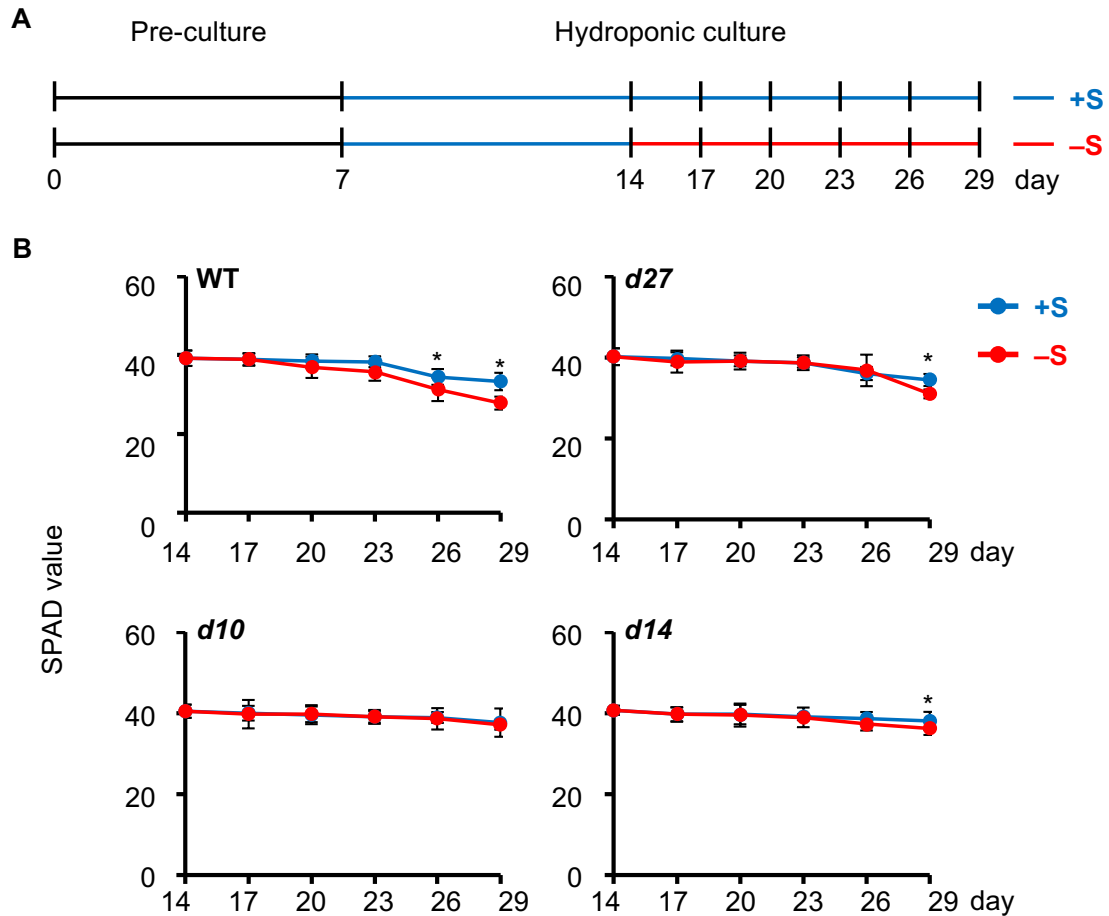 A
Pre-culture Hydroponic culture
+S
–S
0 7 14 17 20 23 26 29 day
B
SPAD value
WT
60
40
20
0
* *
14 17 20 23 26 29 day
d27
60
40
20
0
*
14 17 20 23 26 29 day
+S
–S
d10
60
40
20
0
14 17 20 23 26 29
d14
60
40
20
0
*
14 17 20 23 26 29 day